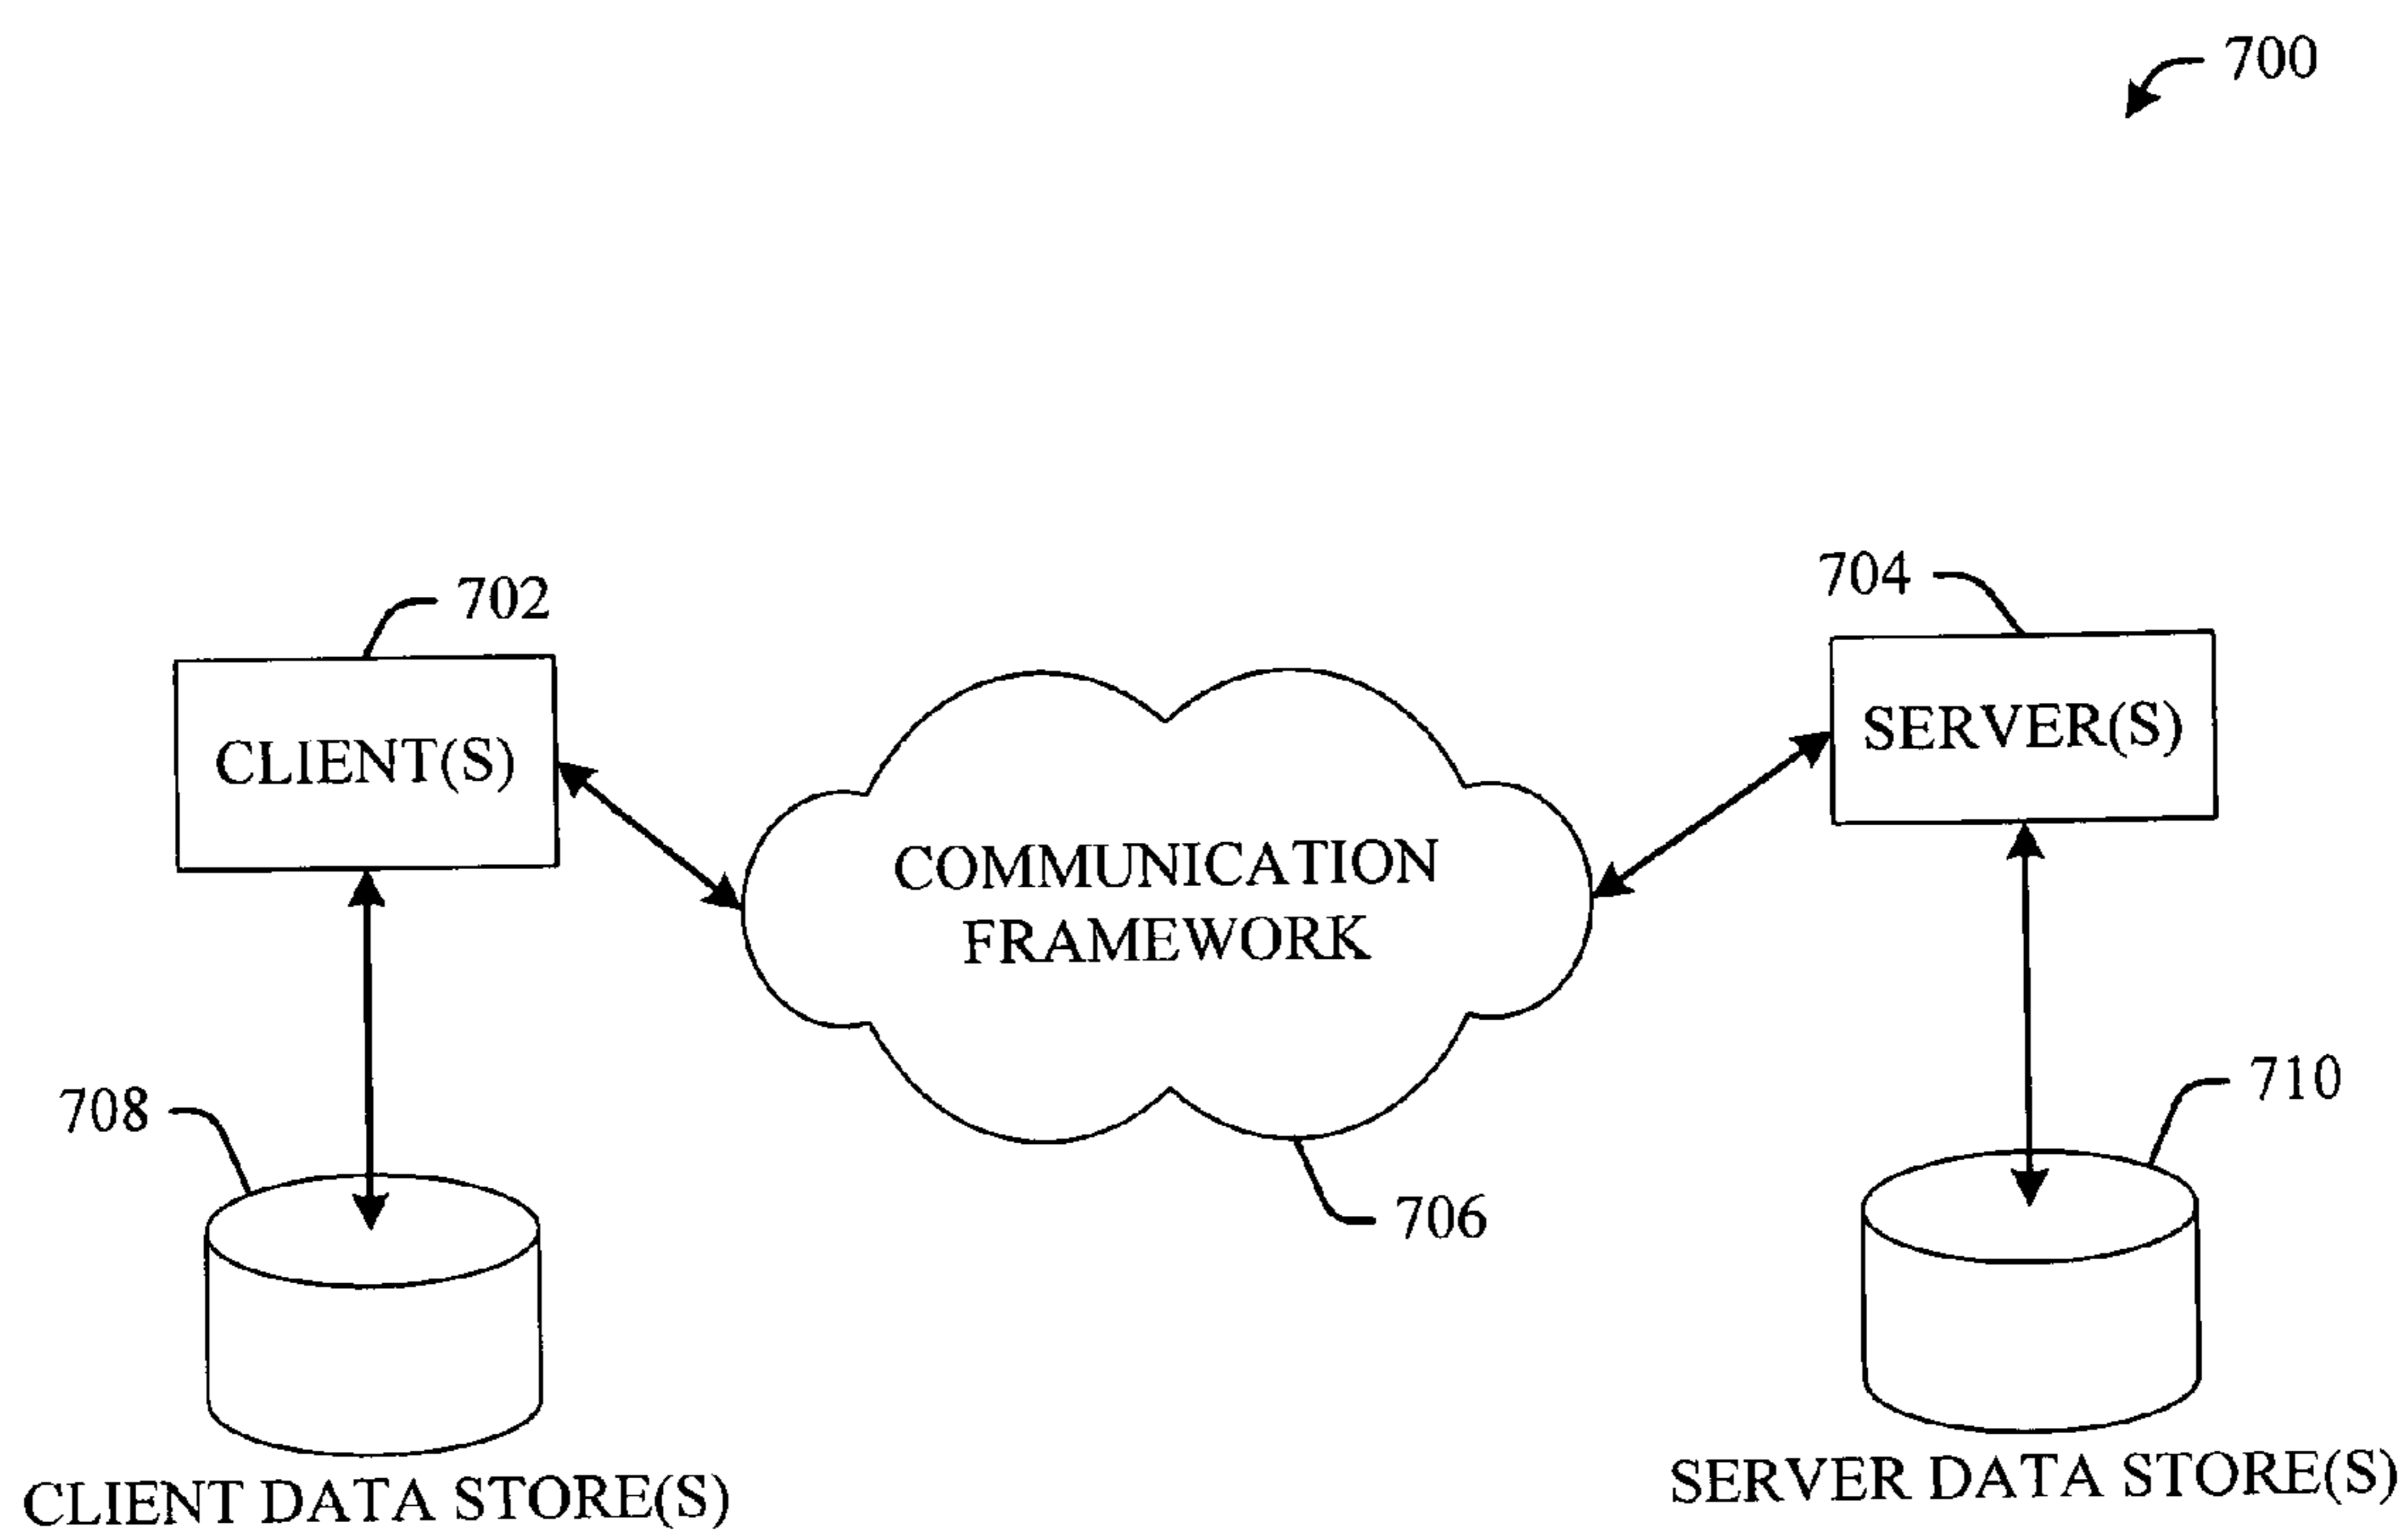 700
702
704
CLIENT(S)
SERVER(S)
COMMUNICATION
FRAMEWORK
708
710
706
CLIENT DATA STORE(S)
SERVER DATA STORE(S)